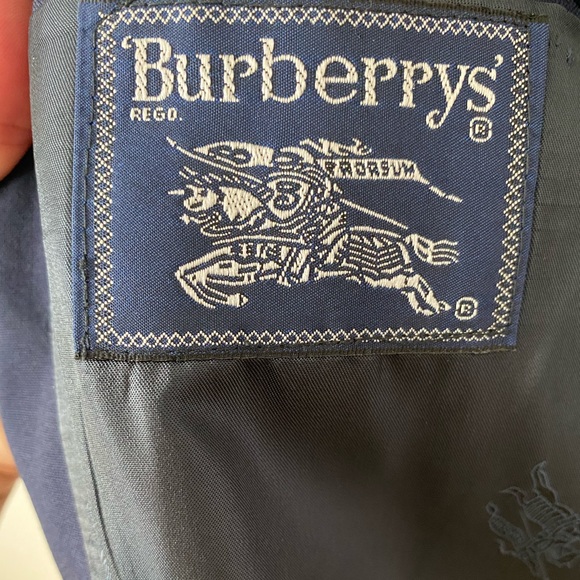 'Burberrys'
REGD. ®
PRORSUM
B
®